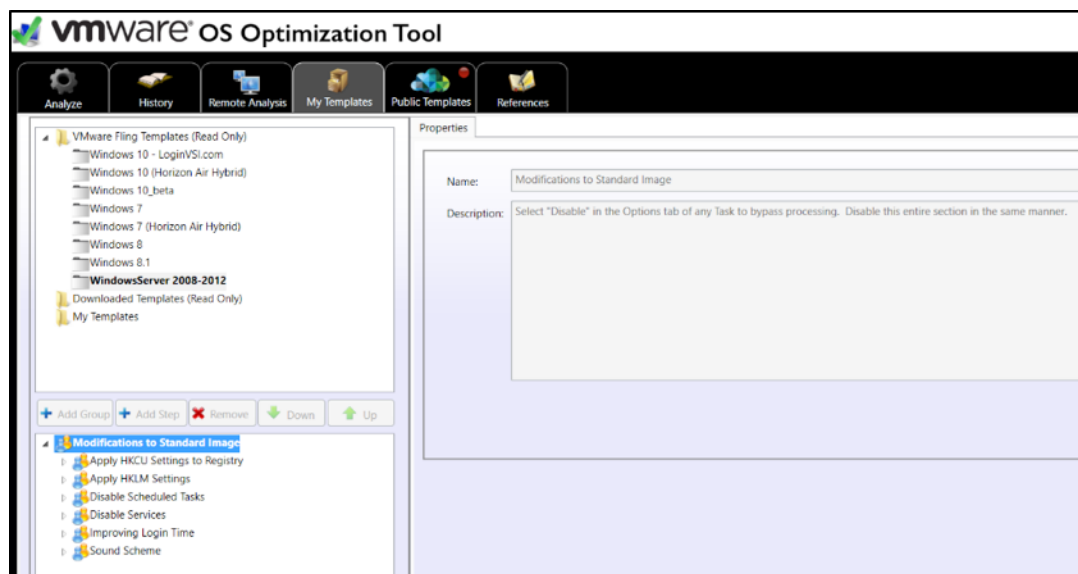 vmware® OS Optimization Tool
Analyze
History
Remote Analysis
My Templates
Public Templates
References
VMware Fling Templates (Read Only)
Windows 10 - LoginVSI.com
Windows 10 (Horizon Air Hybrid)
Windows 10_beta
Windows 7
Windows 7 (Horizon Air Hybrid)
Windows 8
Windows 8.1
WindowsServer 2008-2012
Downloaded Templates (Read Only)
My Templates
Add Group
Add Step
Remove
Down
Up
Modifications to Standard Image
Apply HKCU Settings to Registry
Apply HKLM Settings
Disable Scheduled Tasks
Disable Services
Improving Login Time
Sound Scheme
Properties
Name: Modifications to Standard Image
Description: Select "Disable" in the Options tab of any Task to bypass processing. Disable this entire section in the same manner.